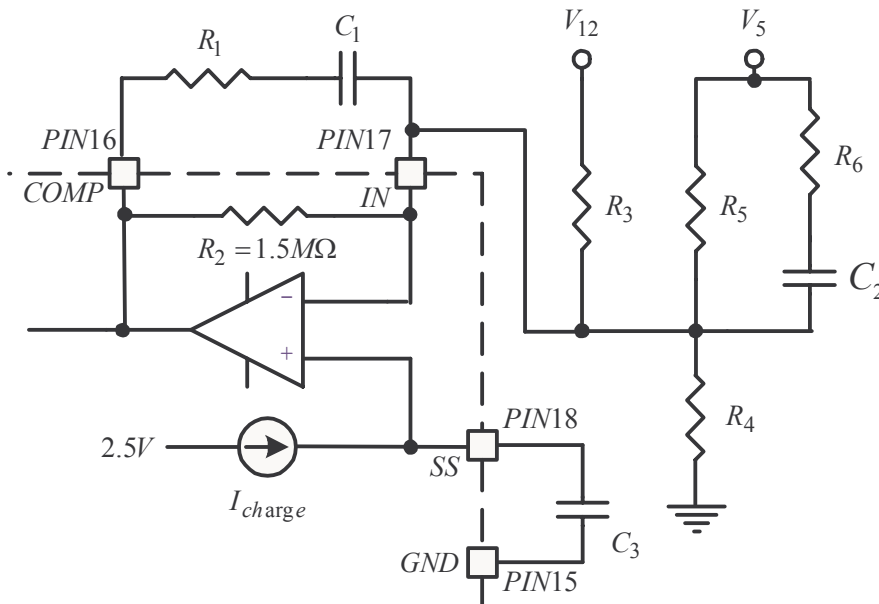 R1
C1
V12
V5
PIN16
PIN17
R6
COMP
IN
R3
R5
R2 = 1.5MΩ
C2
−
+
PIN18
R4
2.5V
SS
Icharge
C3
GND
PIN15